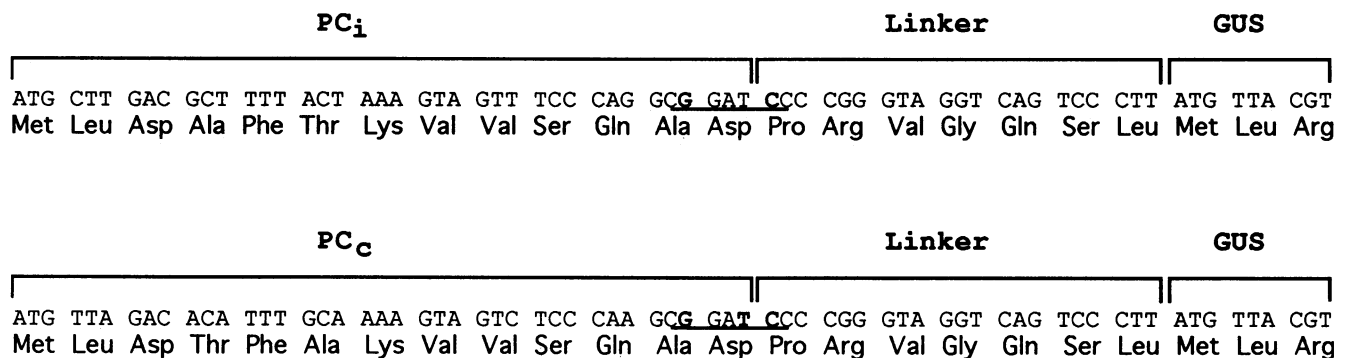 PCi Linker GUS
ATG CTT GAC GCT TTT ACT AAA GTA GTT TCC CAG GCG GAT CCC CGG GTA GGT CAG TCC CTT ATG TTA CGT
Met Leu Asp Ala Phe Thr Lys Val Val Ser Gln Ala Asp Pro Arg Val Gly Gln Ser Leu Met Leu Arg
PCC Linker GUS
ATG TTA GAC ACA TTT GCA AAA GTA GTC TCC CAA GCG GAT CCC CGG GTA GGT CAG TCC CTT ATG TTA CGT
Met Leu Asp Thr Phe Ala Lys Val Val Ser Gln Ala Asp Pro Arg Val Gly Gln Ser Leu Met Leu Arg